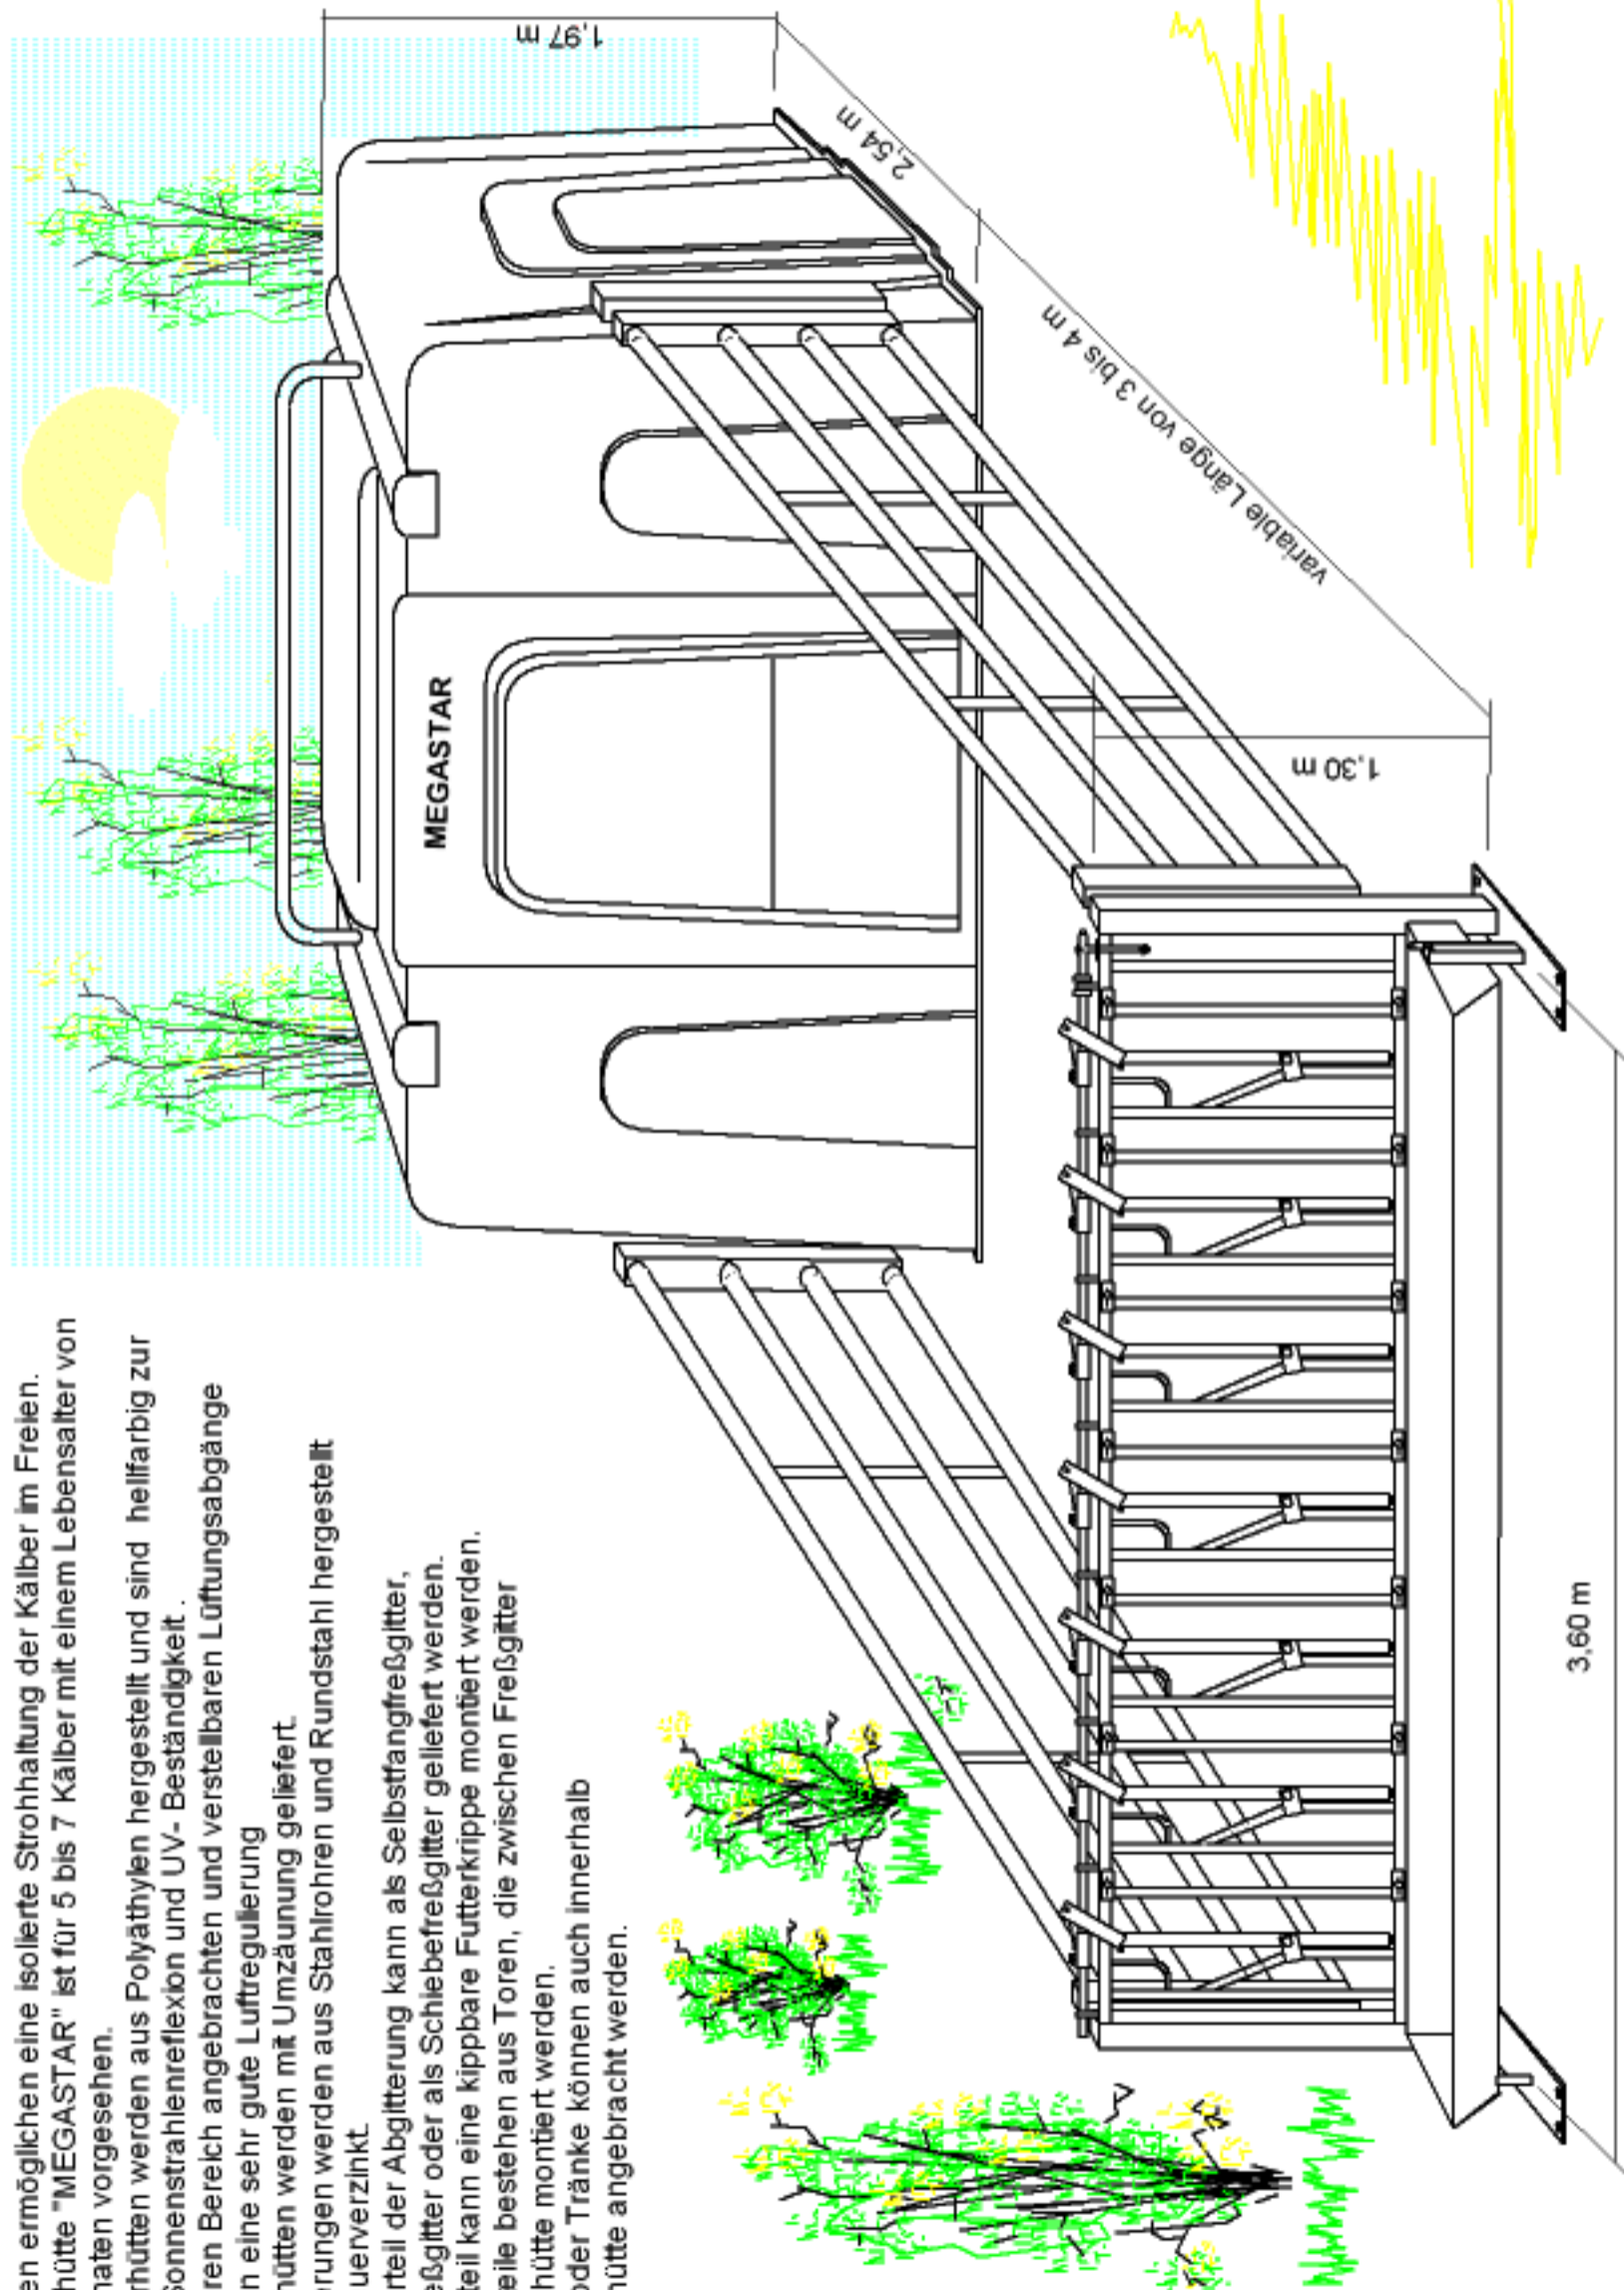 en ermöglichen eine isolierte Strohhaltung der Kälber im Freien.
hütte "MEGASTAR" ist für 5 bis 7 Kälber mit einem Lebensalter von
naten vorgesehen.
rhütten werden aus Polyäthylen hergestellt und sind hellfarbig zur
Sonnenstrahlenreflexion und UV- Beständigkeit .
ren Bereich angebrachten und verstellbaren Lüftungsabgänge
n eine sehr gute Luftregulierung
hütten werden mit Umzäunung geliefert.
erungen werden aus Stahlrohren und Rundstahl hergestellt
uerverzinkt.
rteil der Abgitterung kann als Selbstfangfreßgitter,
eßgitter oder als Schiebefreßgitter geliefert werden.
teil kann eine kippbare Futterkrippe montiert werden.
eile bestehen aus Toren, die zwischen Freßgitter
hütte montiert werden.
oder Tränke können auch innerhalb
hütte angebracht werden.
MEGASTAR
1,97 m
2,54 m
variable Länge von 3 bis 4 m
1,30 m
3,60 m